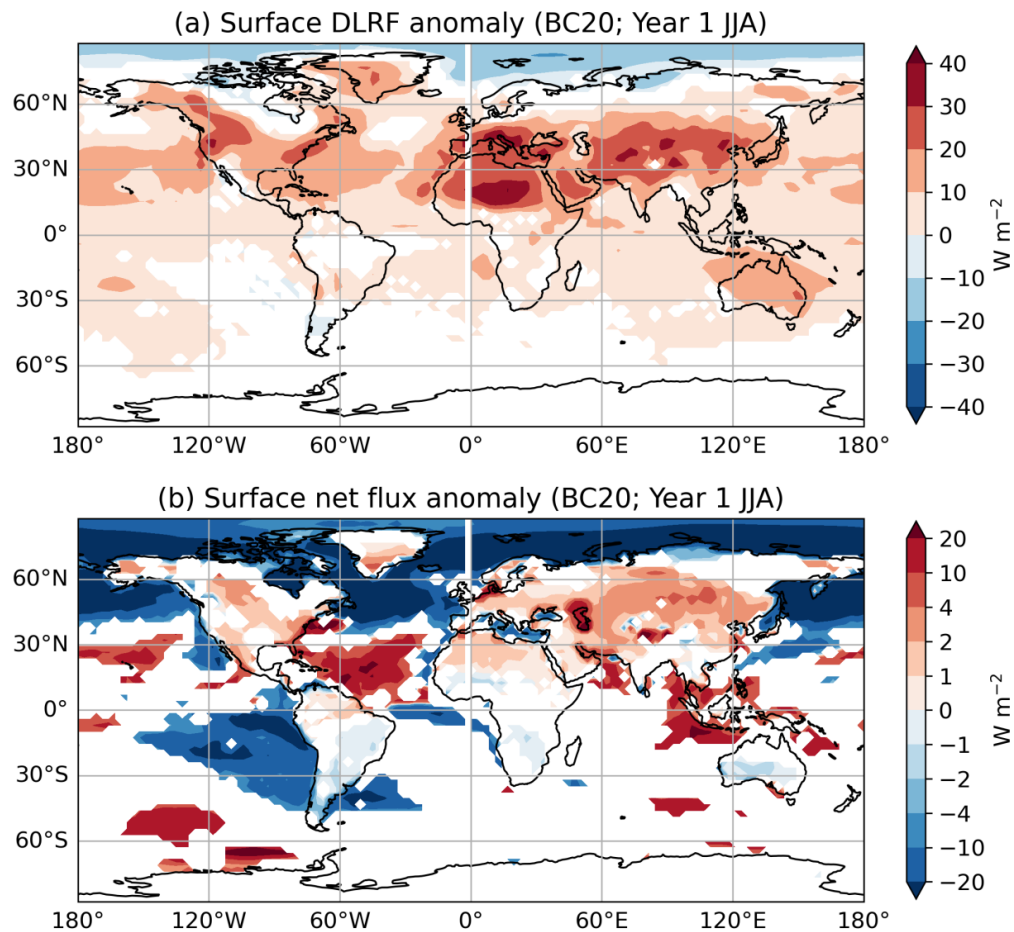 (a) Surface DLRF anomaly (BC20; Year 1 JJA)
60°N
30°N
0°
30°S
60°S
180°
120°W
60°W
0°
60°E
120°E
180°
40
30
20
10
0
−10
−20
−30
−40
W m⁻²
(b) Surface net flux anomaly (BC20; Year 1 JJA)
60°N
30°N
0°
30°S
60°S
180°
120°W
60°W
0°
60°E
120°E
180°
20
10
4
2
1
0
−1
−2
−4
−10
−20
W m⁻²